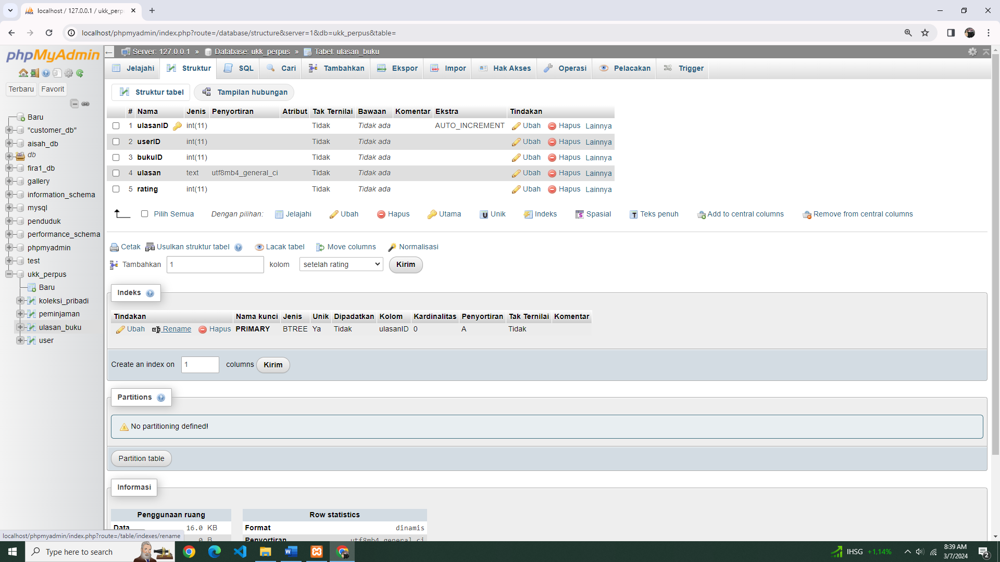 localhost / 127.0.0.1 / ukk_perp
localhost/phpmyadmin/index.php?route=/database/structure&server=1&db=ukk_perpus&table=
phpMyAdmin
Terbaru Favorit
Baru
"customer_db"
aisah_db
db
fira1_db
gallery
information_schema
mysql
penduduk
performance_schema
phpmyadmin
test
ukk_perpus
Baru
koleksi_pribadi
peminjaman
ulasan_buku
user
Server: 127.0.0.1 » Database: ukk_perpus » Tabel: ulasan_buku
Jelajahi Struktur SQL Cari Tambahkan Ekspor Impor Hak Akses Operasi Pelacakan Trigger
Struktur tabel Tampilan hubungan
# Nama Jenis Penyortiran Atribut Tak Ternilai Bawaan Komentar Ekstra Tindakan
1 ulasanID int(11) Tidak Tidak ada AUTO_INCREMENT Ubah Hapus Lainnya
2 userID int(11) Tidak Tidak ada Ubah Hapus Lainnya
3 bukuID int(11) Tidak Tidak ada Ubah Hapus Lainnya
4 ulasan text utf8mb4_general_ci Tidak Tidak ada Ubah Hapus Lainnya
5 rating int(11) Tidak Tidak ada Ubah Hapus Lainnya
Pilih Semua Dengan pilihan: Jelajahi Ubah Hapus Utama Unik Indeks Spasial Teks penuh Add to central columns Remove from central columns
Cetak Usulkan struktur tabel Lacak tabel Move columns Normalisasi
Tambahkan 1 kolom setelah rating Kirim
Indeks
Tindakan Nama kunci Jenis Unik Dipadatkan Kolom Kardinalitas Penyortiran Tak Ternilai Komentar
Ubah Rename Hapus PRIMARY BTREE Ya Tidak ulasanID 0 A Tidak
Create an index on 1 columns Kirim
Partitions
No partitioning defined!
Partition table
Informasi
Penggunaan ruang
Data 16.0 KB
0 B
Row statistics
Format dinamis
Penyortiran utf8mb4_general_ci
localhost/phpmyadmin/index.php?route=/table/indexes/rename
Type here to search
IHSG +1,14%
8:39 AM
3/7/2024
2